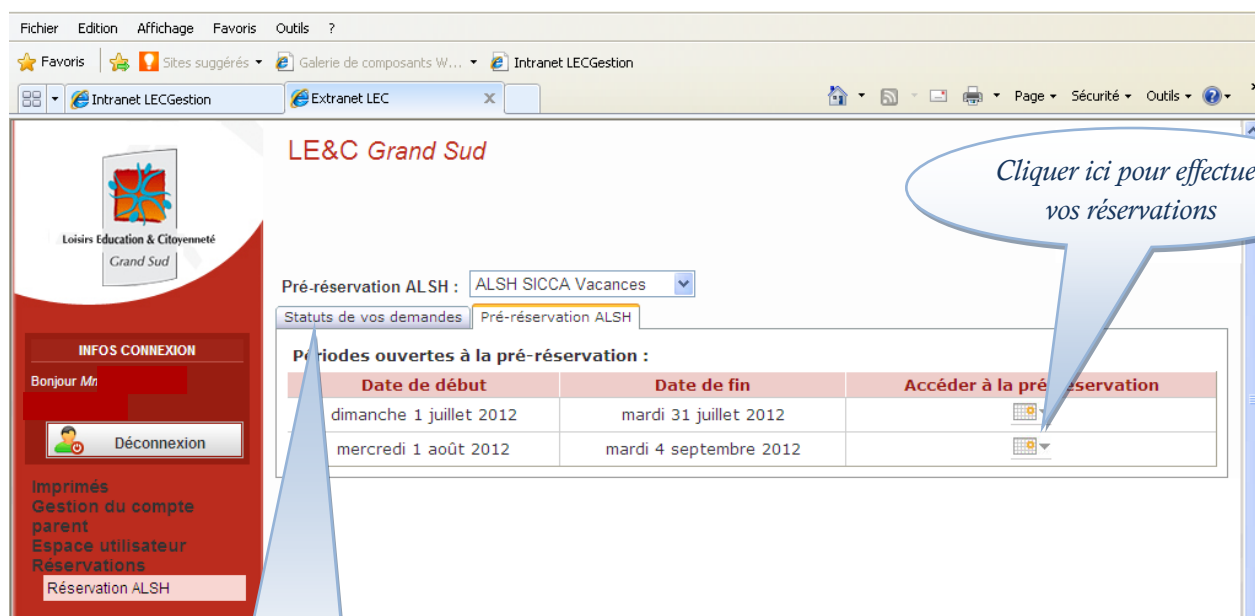 Fichier Edition Affichage Favoris Outils ?
Favoris Sites suggérés Galerie de composants W... Intranet LECGestion
Intranet LECGestion Extranet LEC X Page Sécurité Outils
LE&C Grand Sud
Cliquer ici pour effectue
vos réservations
Loisirs Education & Citoyenneté
Grand Sud
Pré-réservation ALSH : ALSH SICCA Vacances
Statuts de vos demandes Pré-réservation ALSH
INFOS CONNEXION
Périodes ouvertes à la pré-réservation :
Bonjour
Date de début Date de fin Accéder à la pré-réservation
dimanche 1 juillet 2012 mardi 31 juillet 2012
Déconnexion
mercredi 1 août 2012 mardi 4 septembre 2012
Imprimés
Gestion du compte
parent
Espace utilisateur
Réservations
Réservation ALSH